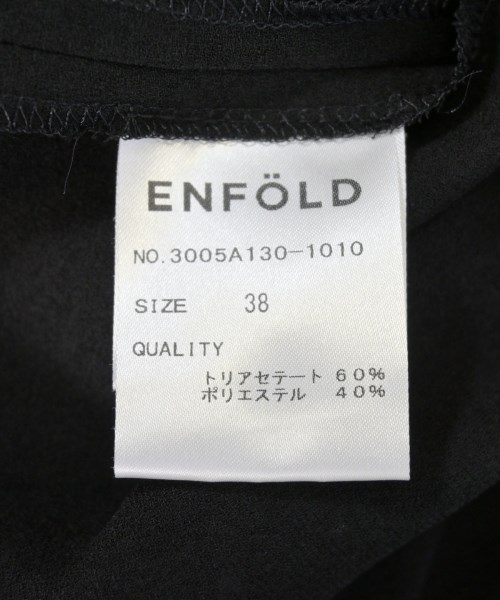 ENFÖLD
NO.3005A130-1010
SIZE 38
QUALITY
トリアセテート 60%
ポリエステル 40%